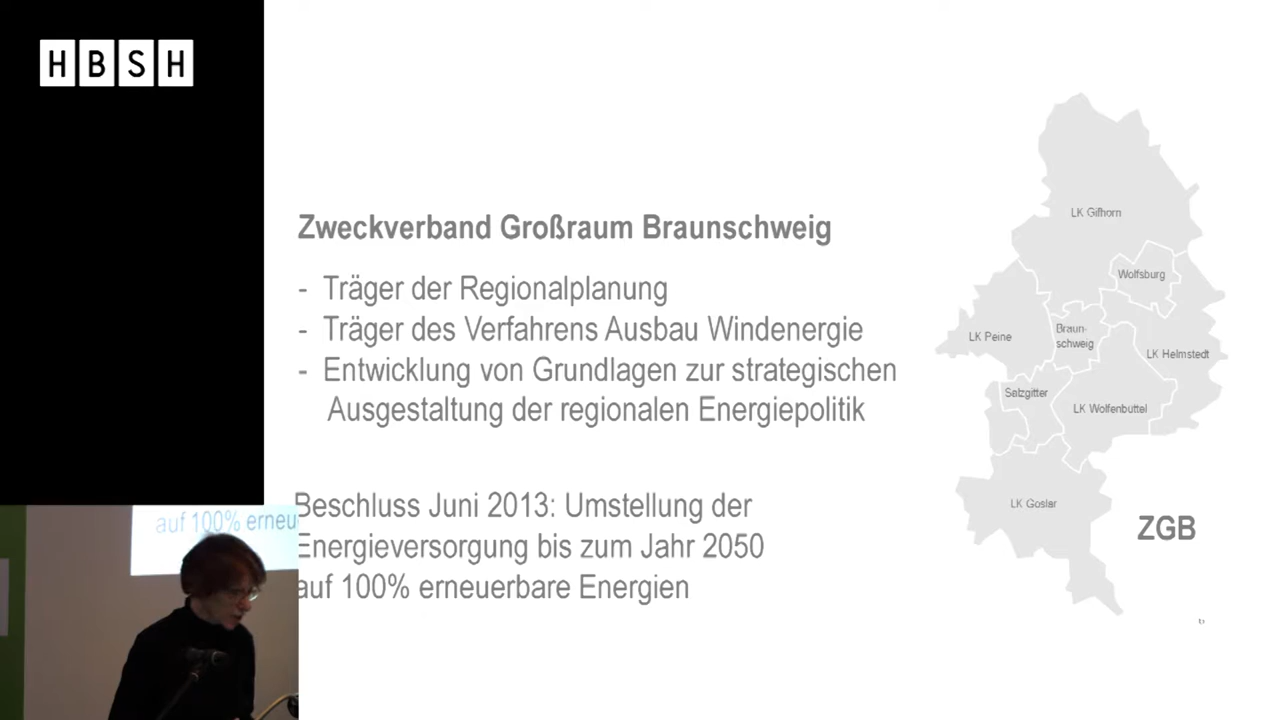 HBSH
Zweckverband Großraum Braunschweig
- Träger der Regionalplanung
- Träger des Verfahrens Ausbau Windenergie
- Entwicklung von Grundlagen zur strategischen
Ausgestaltung der regionalen Energiepolitik
Beschluss Juni 2013: Umstellung der
Energieversorgung bis zum Jahr 2050
auf 100% erneuerbare Energien
LK Gifhorn
Wolfsburg
LK Peine
Braun-
schweig
LK Helmstedt
Salzgitter
LK Wolfenbüttel
LK Goslar
ZGB
6
auf 100% erneu